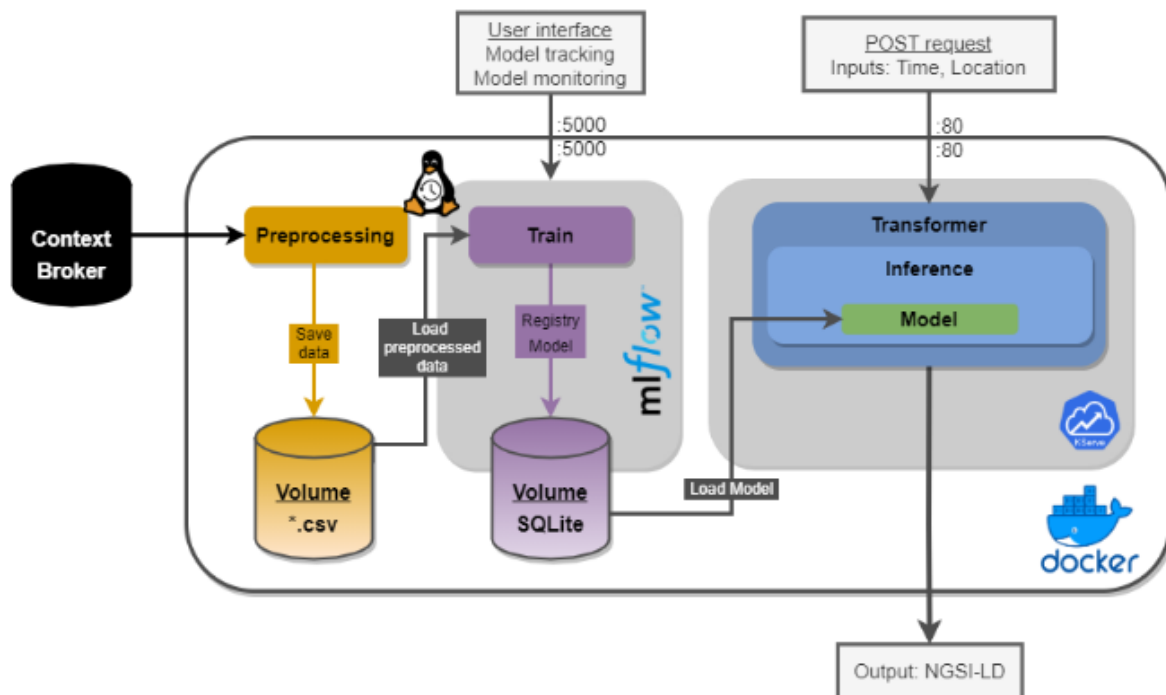 User interface
Model tracking
Model monitoring
POST request
Inputs: Time, Location
:5000
:5000
:80
:80
Context
Broker
Preprocessing
Train
Transformer
Inference
Model
Save
data
Load
preprocessed
data
Registry
Model
mlflow™
KServe
Volume
*.csv
Volume
SQLite
Load Model
docker
Output: NGSI-LD